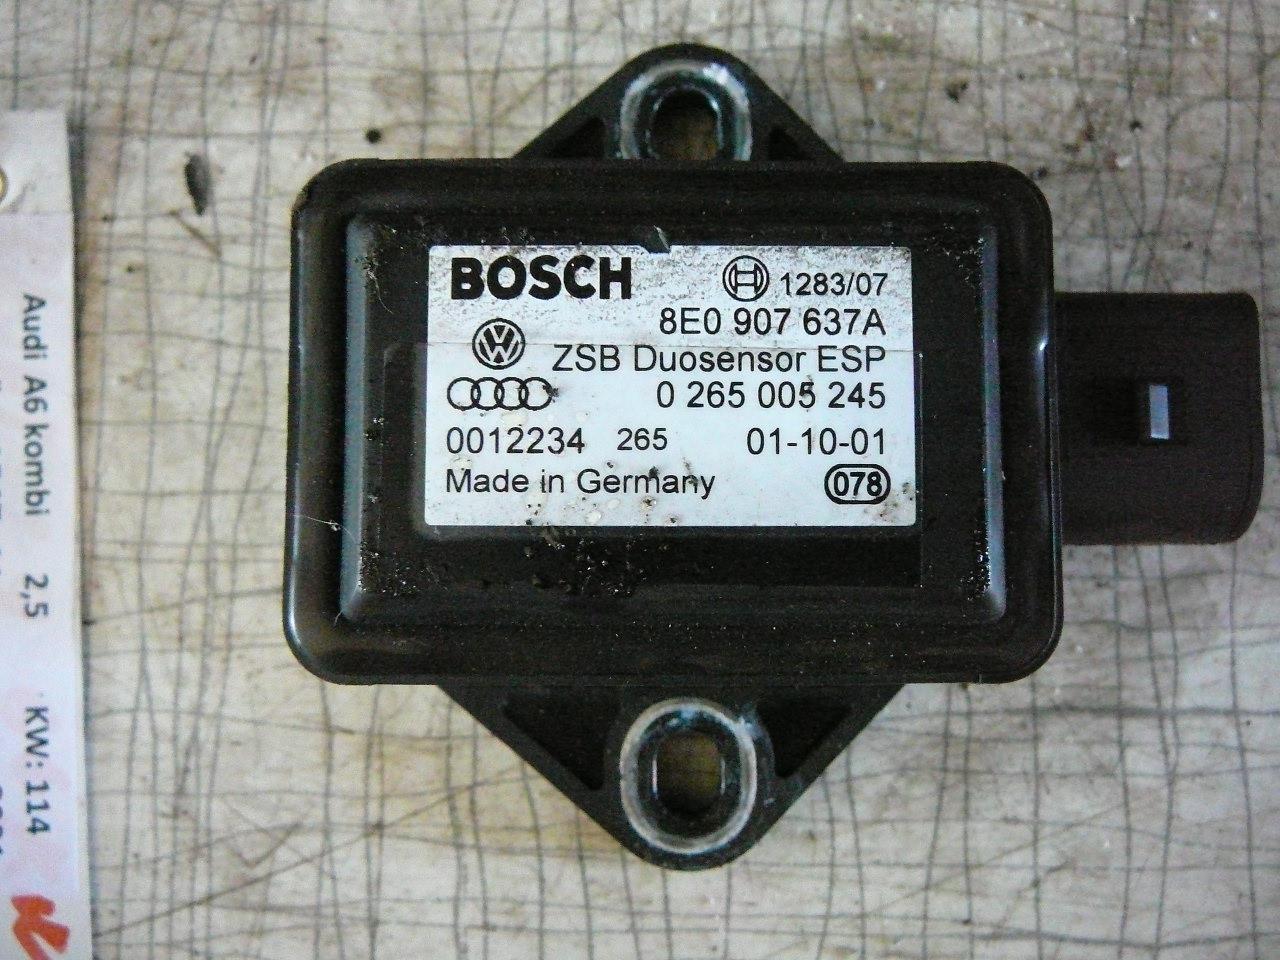 BOSCH 1283/07
8E0 907 637A
ZSB Duosensor ESP
0 265 005 245
0012234 265 01-10-01
Made in Germany 078
Audi A6 kombi 2,5 KW: 114